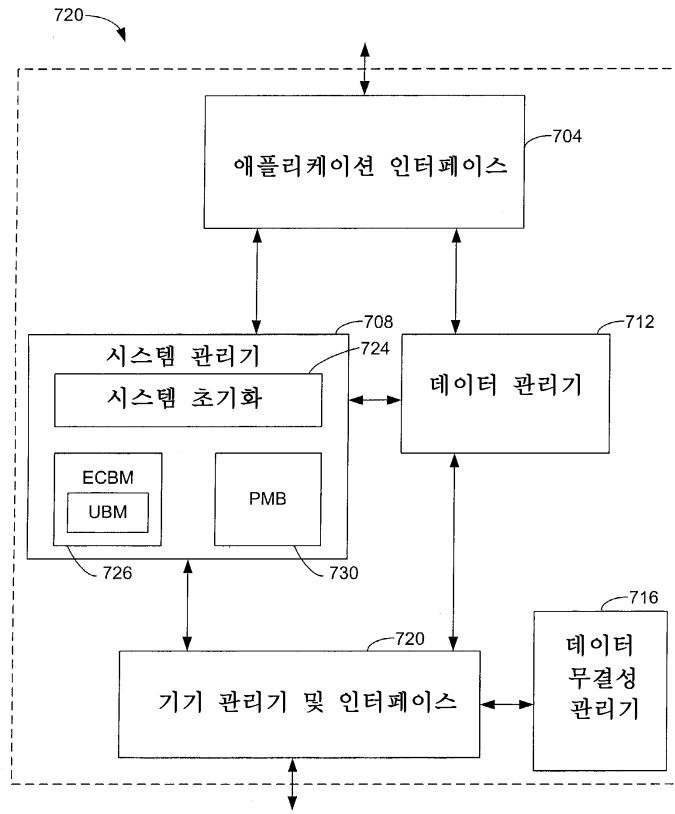 720
애플리케이션 인터페이스
704
708
시스템 관리기
724
시스템 초기화
712
데이터 관리기
ECBM
UBM
726
PMB
730
720
기기 관리기 및 인터페이스
716
데이터
무결성
관리기